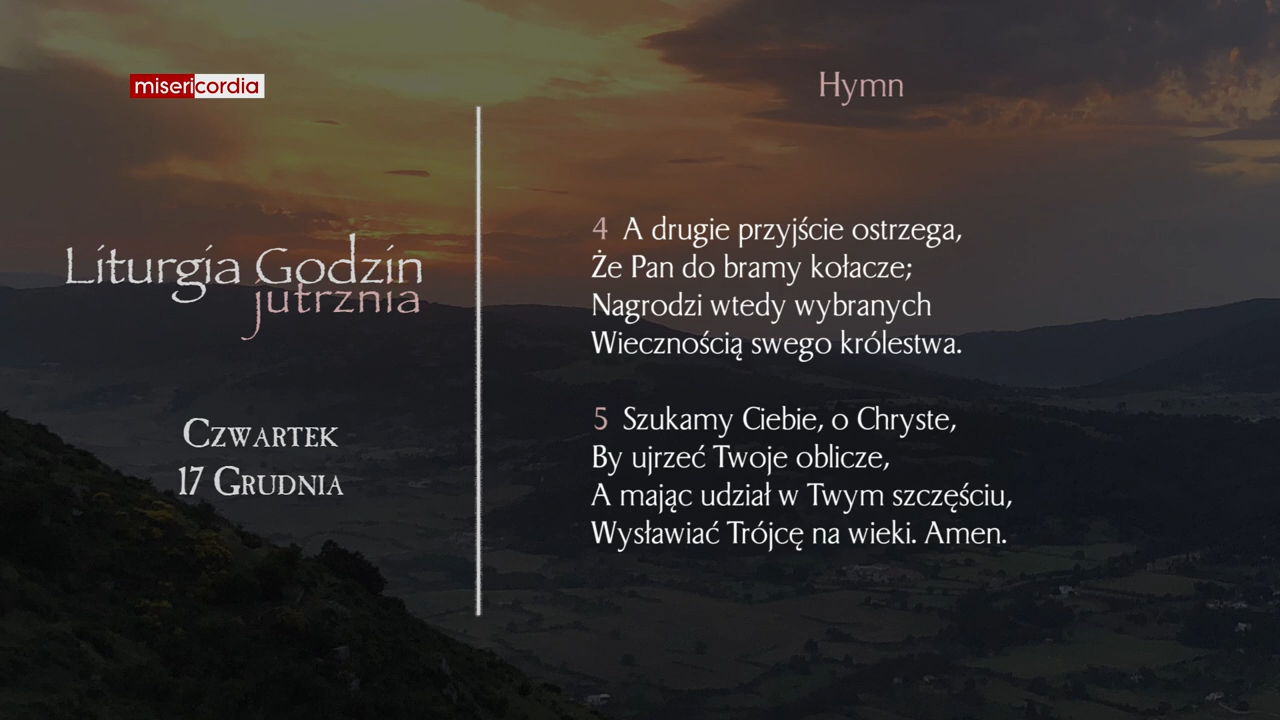 misericordia
Liturgia Godzin
jutrznia
Czwartek
17 Grudnia
Hymn
4 A drugie przyjście ostrzega,
Że Pan do bramy kołacze;
Nagrodzi wtedy wybranych
Wiecznością swego królestwa.
5 Szukamy Ciebie, o Chryste,
By ujrzeć Twoje oblicze,
A mając udział w Twym szczęściu,
Wysławiać Trójcę na wieki. Amen.